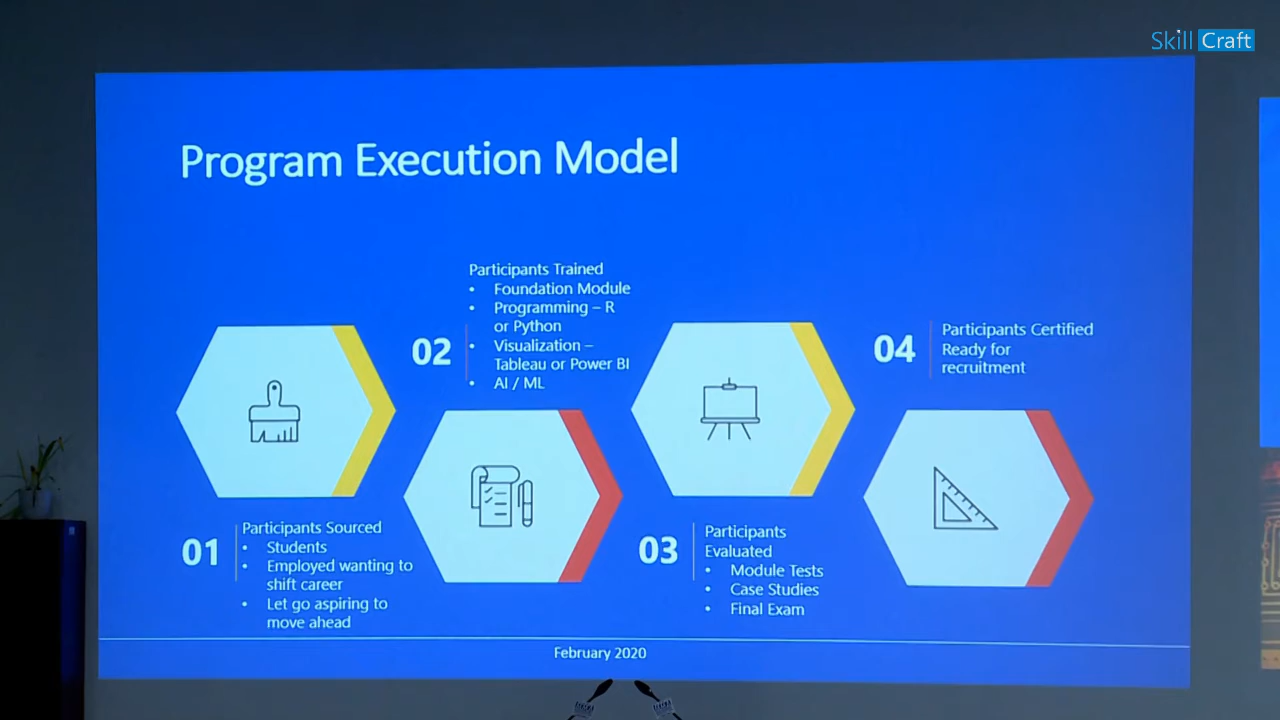 Skill Craft
Program Execution Model
01
Participants Sourced
• Students
• Employed wanting to
shift career
• Let go aspiring to
move ahead
02
Participants Trained
• Foundation Module
• Programming – R
or Python
• Visualization –
Tableau or Power BI
• AI / ML
03
Participants
Evaluated
• Module Tests
• Case Studies
• Final Exam
04
Participants Certified
Ready for
recruitment
February 2020